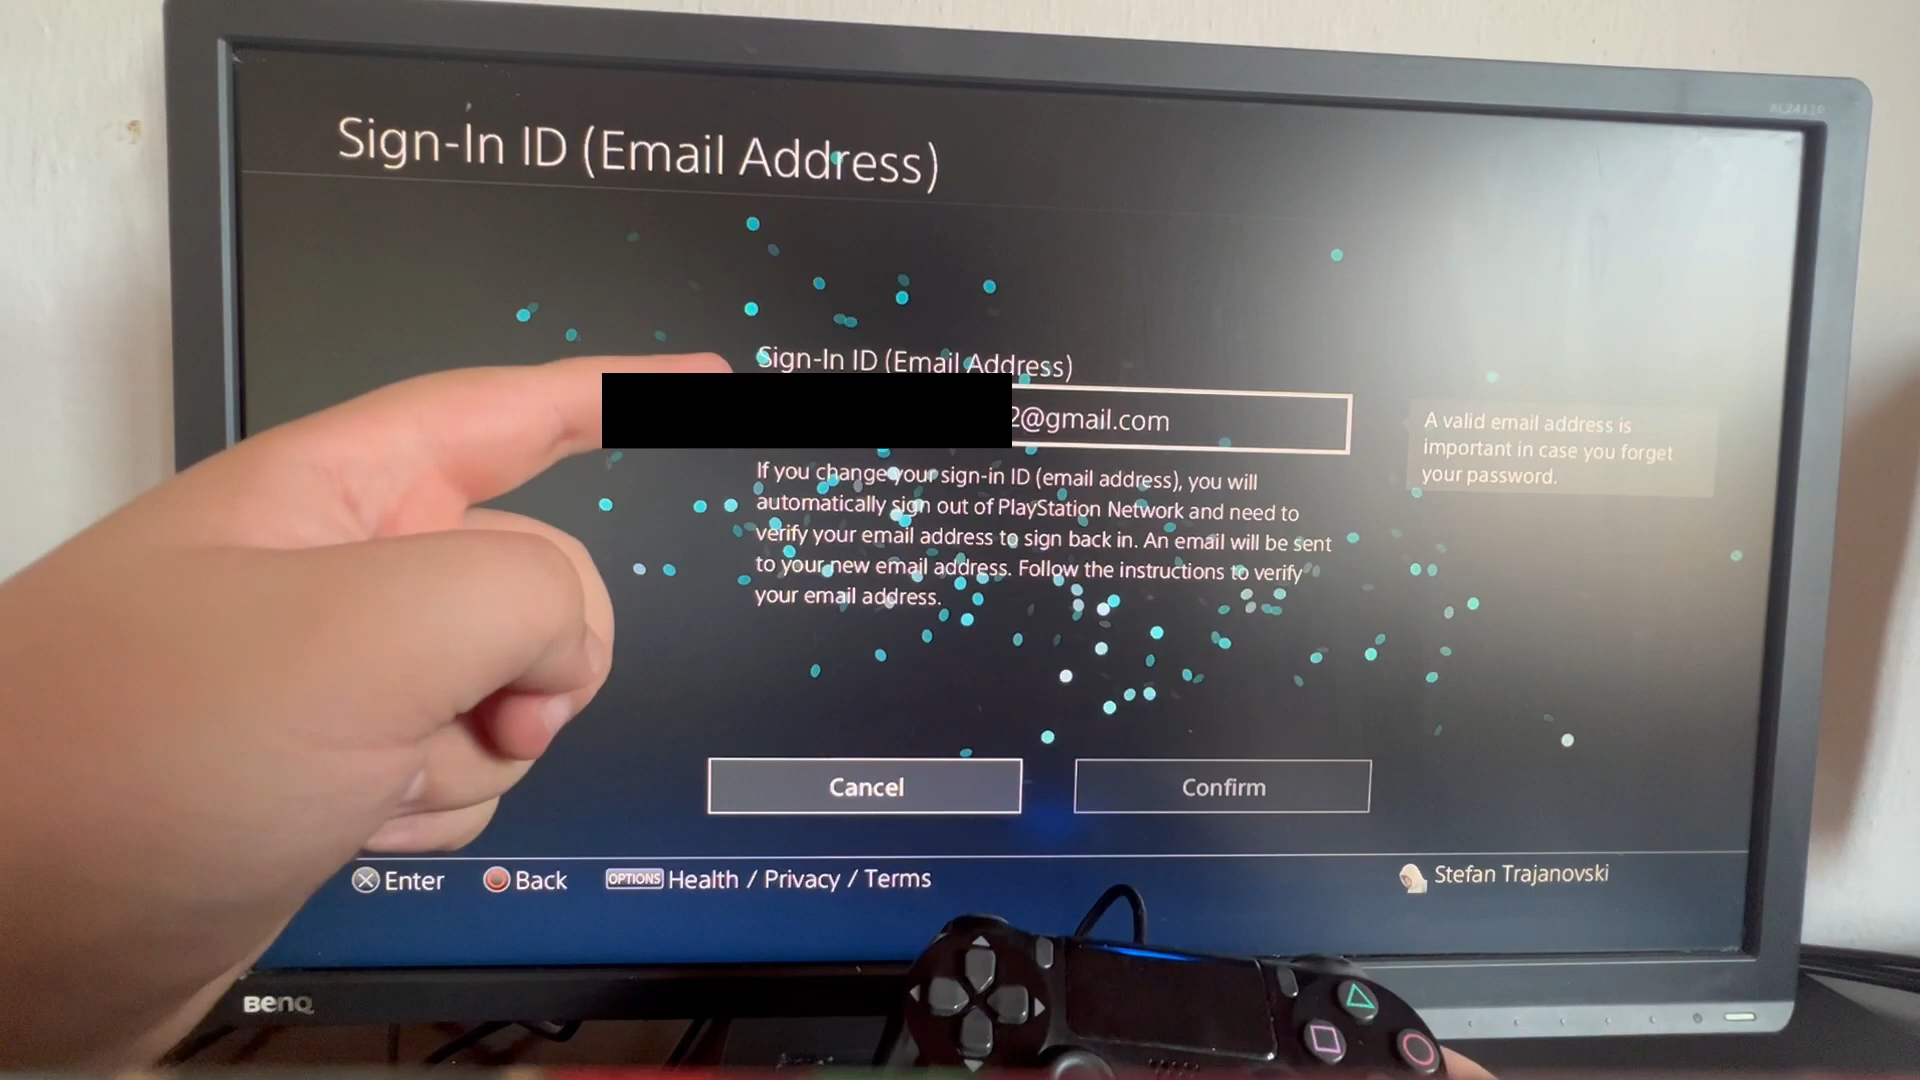 RL2411D
Sign-In ID (Email Address)
Sign-In ID (Email Address)
2@gmail.com
A valid email address is
important in case you forget
your password.
If you change your sign-in ID (email address), you will
automatically sign out of PlayStation Network and need to
verify your email address to sign back in. An email will be sent
to your new email address. Follow the instructions to verify
your email address.
Cancel
Confirm
Enter
Back
OPTIONS Health / Privacy / Terms
Stefan Trajanovski
BenQ